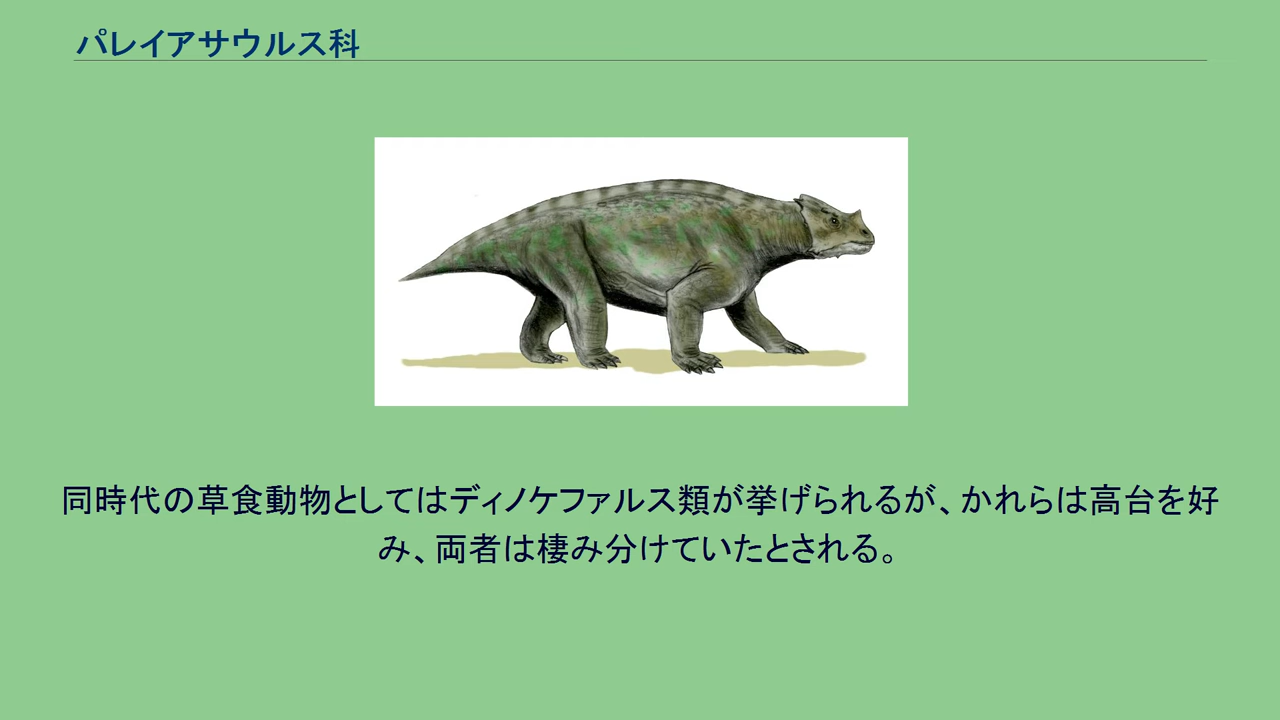 パレイアサウルス科
同時代の草食動物としてはディノケファルス類が挙げられるが、かれらは高台を好
み、両者は棲み分けていたとされる。